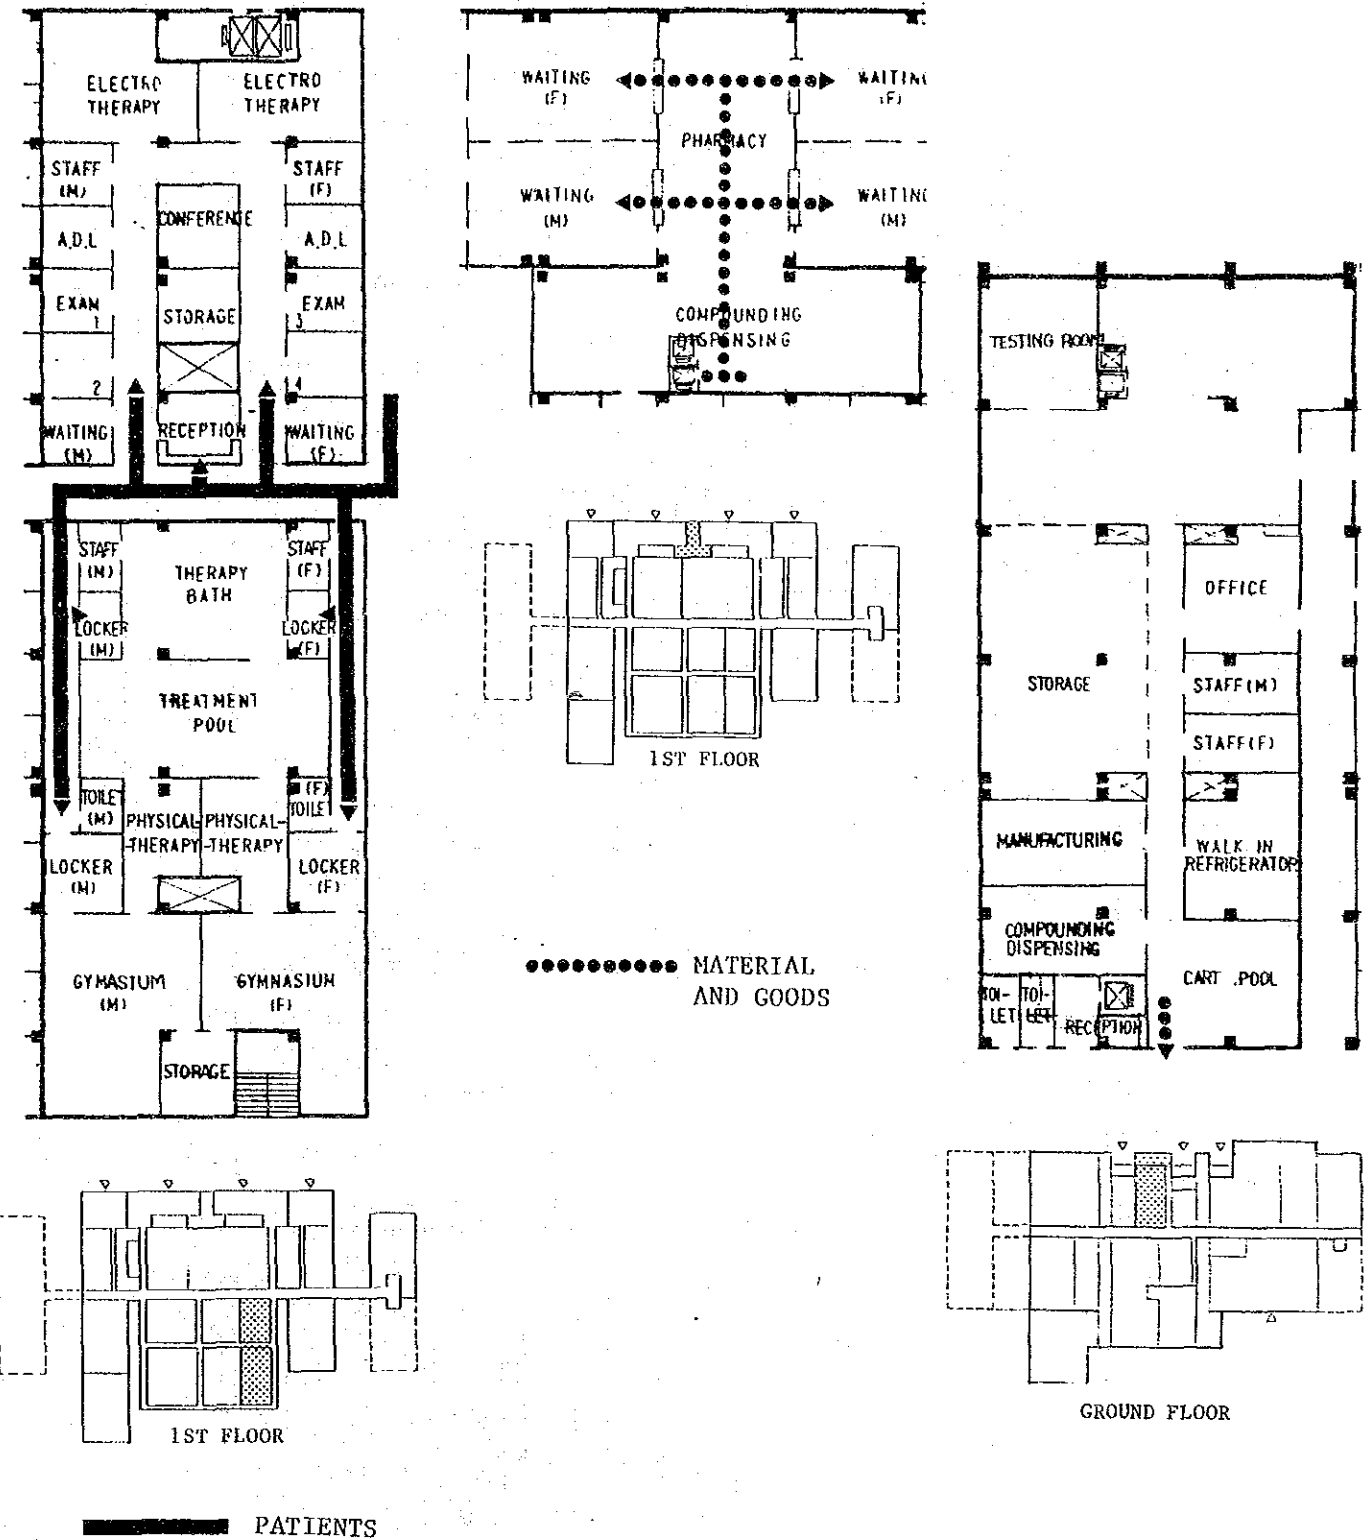 ELECTRO
THERAPY
ELECTRO
THERAPY
STAFF
(M)
STAFF
(F)
CONFERENCE
A.D.L
A.D.L
EXAM
1
STORAGE
EXAM
3
2
4
WAITING
(M)
RECEPTION
WAITING
(F)
STAFF
(M)
THERAPY
BATH
STAFF
(F)
LOCKER
(M)
LOCKER
(F)
TREATMENT
POOL
TOILET
(M)
(F)
TOILET
PHYSICAL-
THERAPY
PHYSICAL-
THERAPY
LOCKER
(M)
LOCKER
(F)
GYMASIUM
(M)
GYMNASIUM
(F)
STORAGE
1ST FLOOR
PATIENTS
WAITING
(F)
WAITIN
(F)
PHARMACY
WAITING
(M)
WAITIN
(M)
COMPOUNDING
DISPENSING
1ST FLOOR
MATERIAL
AND GOODS
TESTING ROOM
OFFICE
STORAGE
STAFF(M)
STAFF(F)
MANUFACTURING
WALK IN
REFRIGERATOR
COMPOUNDING
DISPENSING
CART .POOL
TOI-
LET
TOI-
LET
RECEPTION
GROUND FLOOR